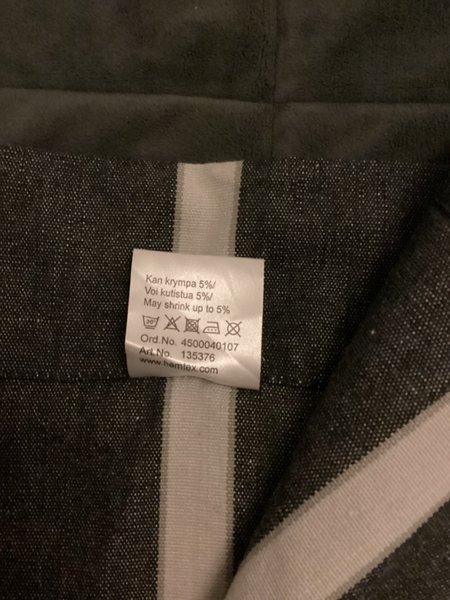 Kan krympa 5%/
Voi kutistua 5%/
May shrink up to 5%
Ord.No. 4500040107
Art No. 135376
www.hemtex.com